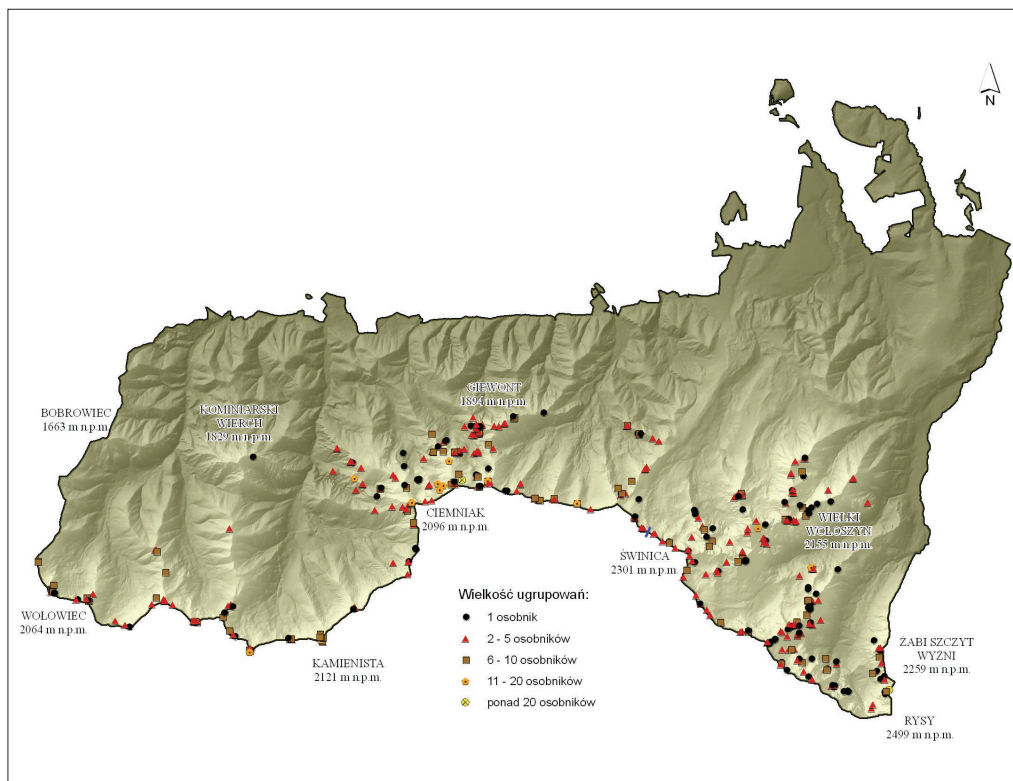 N
GIEWONT
1894 m n.p.m.
BOBROWIEC
1663 m n.p.m.
KOMINIARSKI
WIERCH
1829 m n.p.m.
CIEMNIAK
2096 m n.p.m.
WIELKI
WOŁOSZYN
2155 m n.p.m.
ŚWINICA
2301 m n.p.m.
WOŁOWIEC
2064 m n.p.m.
KAMIENISTA
2121 m n.p.m.
Wielkość ugrupowań:
1 osobnik
2 - 5 osobników
6 - 10 osobników
11 - 20 osobników
ponad 20 osobników
ŻABI SZCZYT
WYŻNI
2259 m n.p.m.
RYSY
2499 m n.p.m.